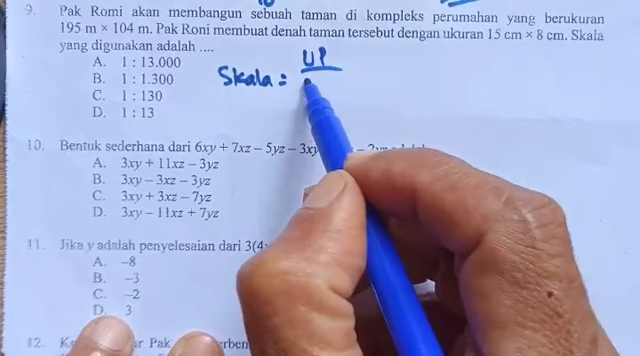 9. Pak Romi akan membangun sebuah taman di kompleks perumahan yang berukuran
195 m × 104 m. Pak Roni membuat denah taman tersebut dengan ukuran 15 cm × 8 cm. Skala
yang digunakan adalah ....
A. 1 : 13.000
B. 1 : 1.300
C. 1 : 130
D. 1 : 13
Skala = UP
10. Bentuk sederhana dari 6xy + 7xz − 5yz − 3xy
A. 3xy + 11xz − 3yz
B. 3xy − 3xz − 3yz
C. 3xy + 3xz − 7yz
D. 3xy − 11xz + 7yz
11. Jika y adalah penyelesaian dari 3(4
A. −8
B. −3
C. −2
D. 3
12. Pak